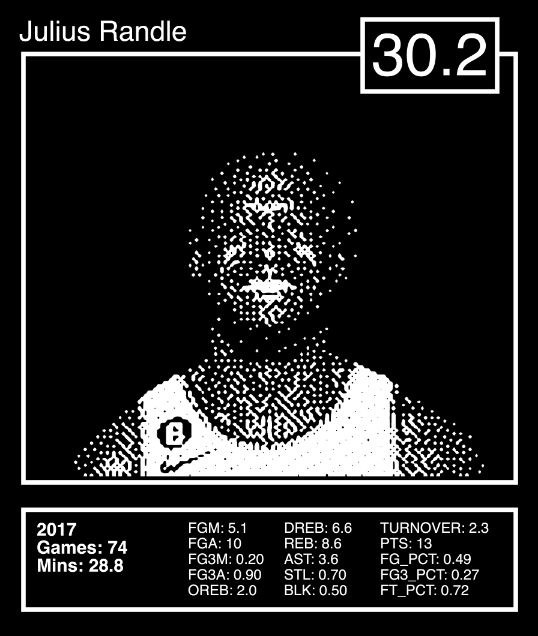 Julius Randle
30.2
2017
Games: 74
Mins: 28.8
FGM: 5.1
FGA: 10
FG3M: 0.20
FG3A: 0.90
OREB: 2.0
DREB: 6.6
REB: 8.6
AST: 3.6
STL: 0.70
BLK: 0.50
TURNOVER: 2.3
PTS: 13
FG_PCT: 0.49
FG3_PCT: 0.27
FT_PCT: 0.72